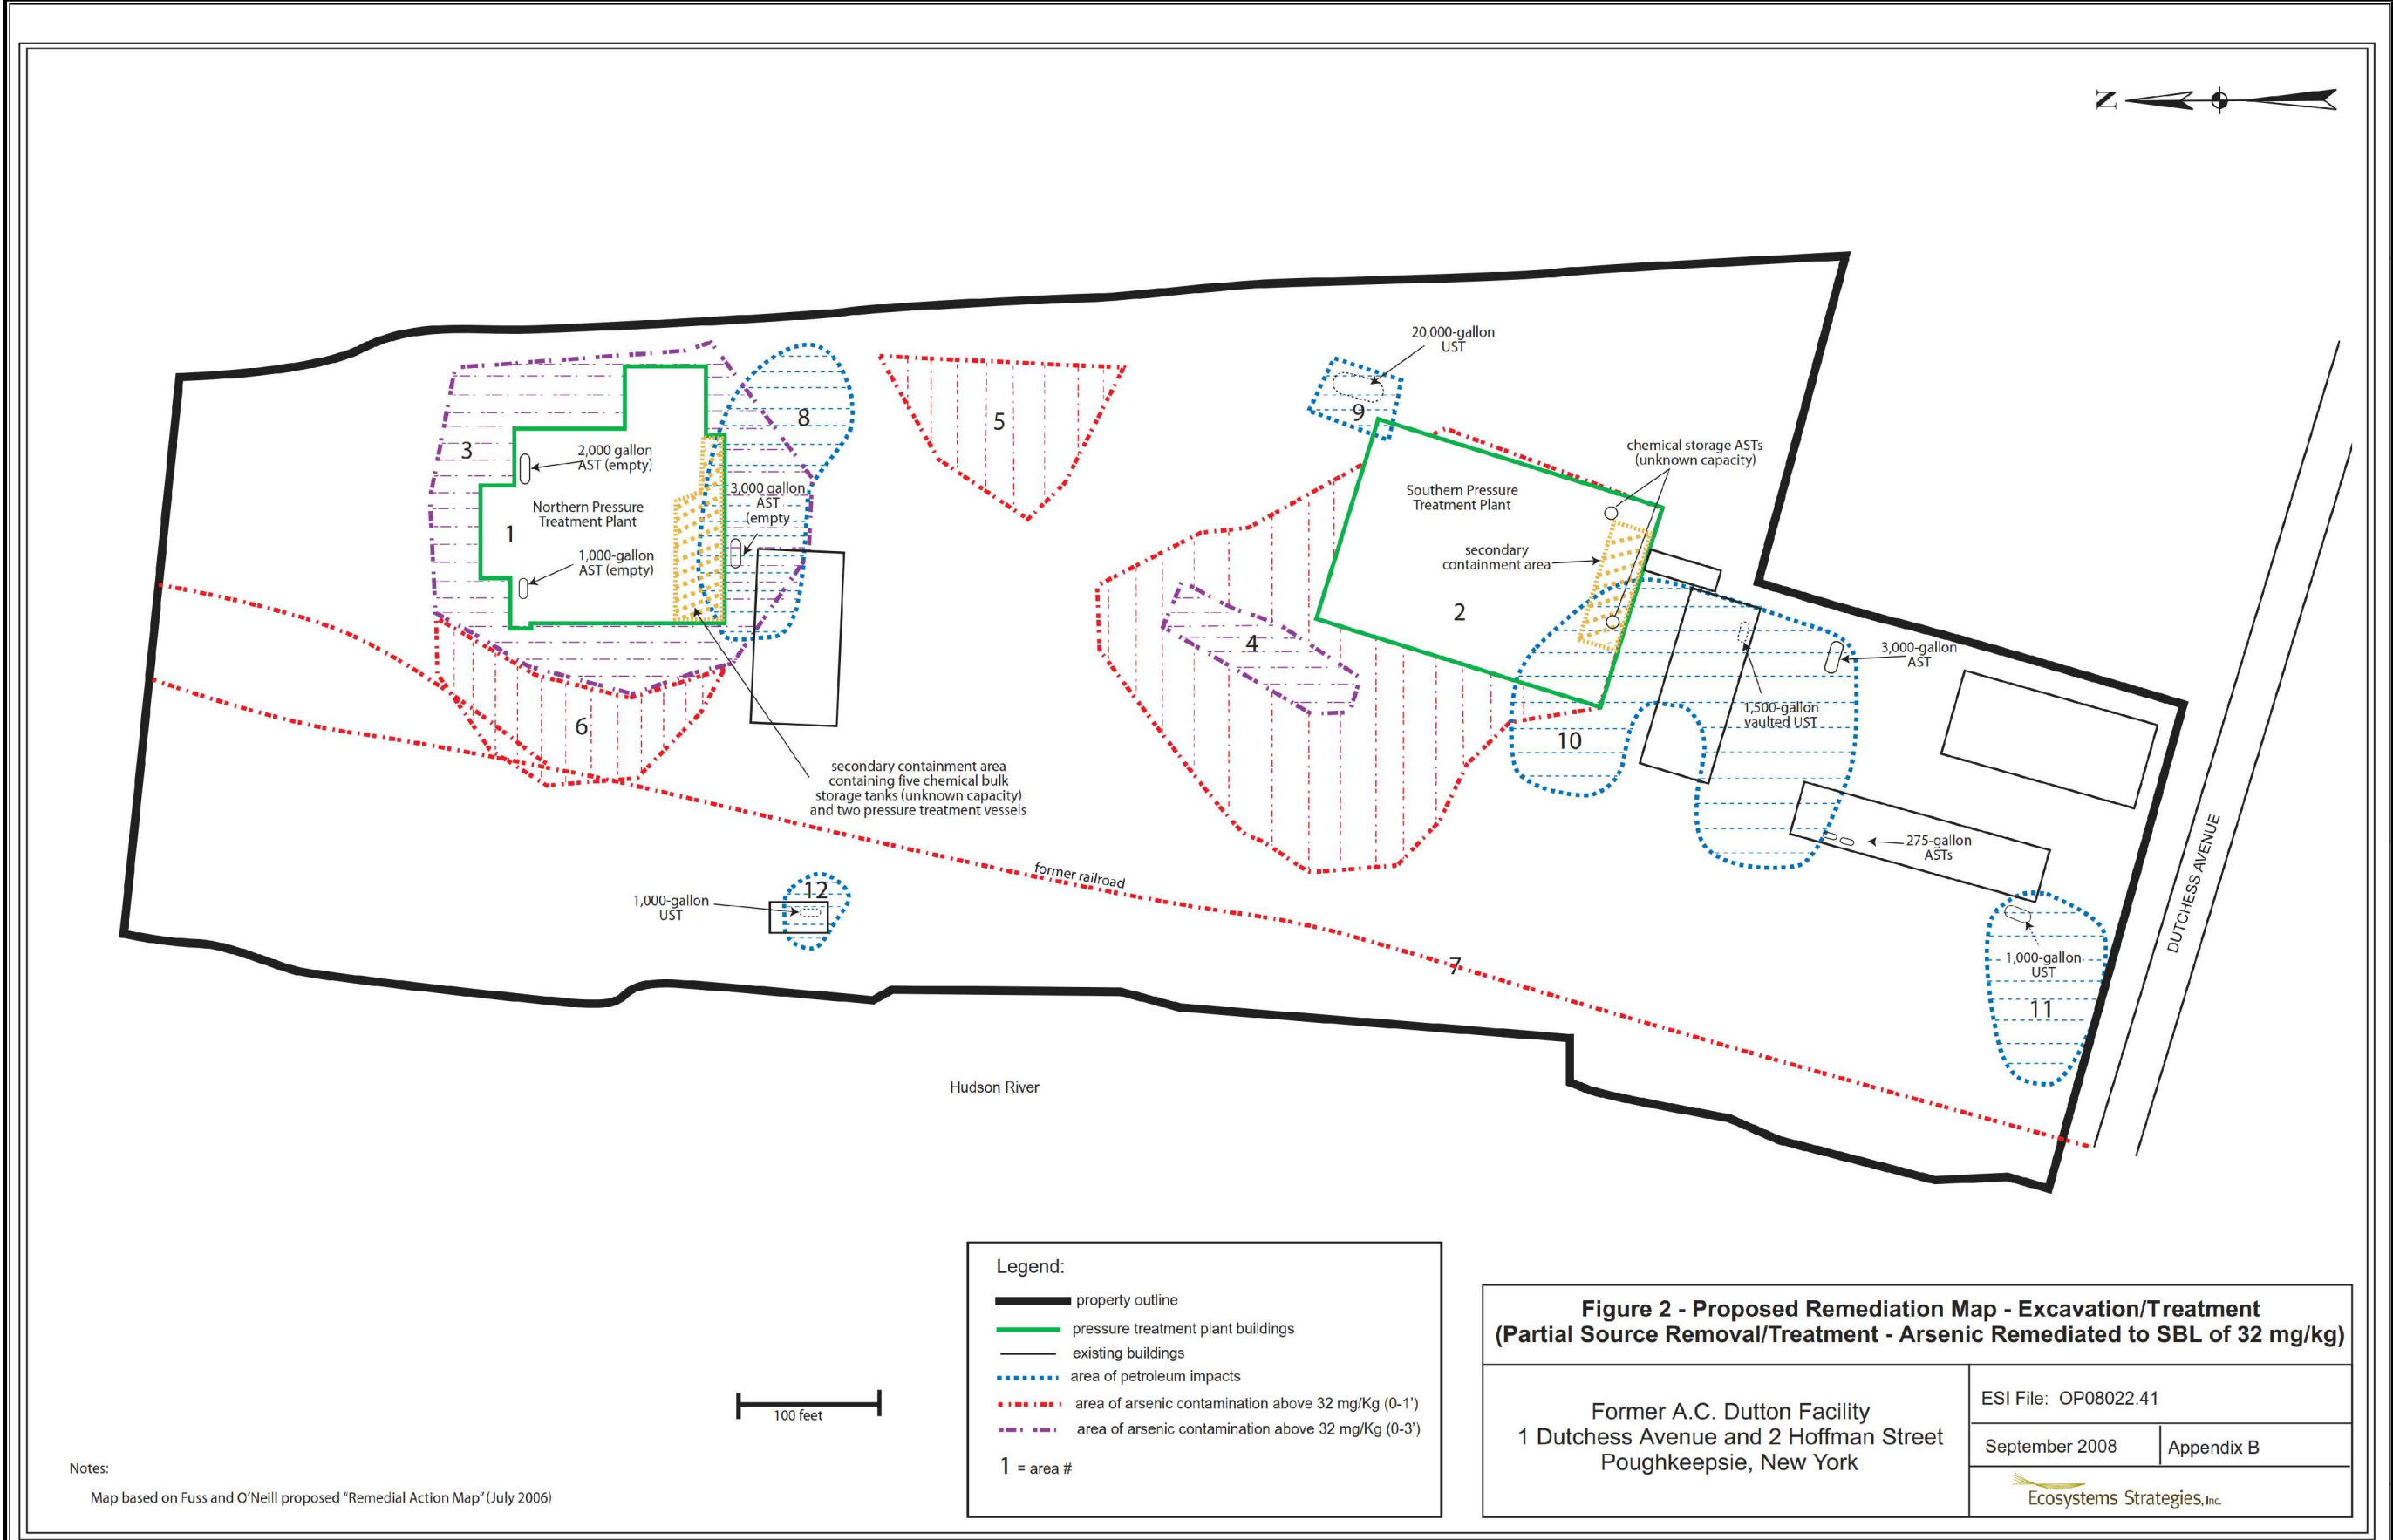 N
20,000-gallon
UST
8
5
9
3
2,000 gallon
AST (empty)
chemical storage ASTs
(unknown capacity)
3,000 gallon
AST
(empty
Southern Pressure
Treatment Plant
Northern Pressure
Treatment Plant
1
1,000-gallon
AST (empty)
secondary
containment area
2
4
3,000-gallon
AST
1,500-gallon
vaulted UST
6
10
secondary containment area
containing five chemical bulk
storage tanks (unknown capacity)
and two pressure treatment vessels
275-gallon
ASTs
DUTCHESS AVENUE
former railroad
12
1,000-gallon
UST
7
1,000-gallon
UST
11
Hudson River
Legend:
property outline
pressure treatment plant buildings
existing buildings
area of petroleum impacts
area of arsenic contamination above 32 mg/Kg (0-1')
area of arsenic contamination above 32 mg/Kg (0-3')
1 = area #
100 feet
Notes:
Map based on Fuss and O'Neill proposed "Remedial Action Map" (July 2006)
Figure 2 - Proposed Remediation Map - Excavation/Treatment
(Partial Source Removal/Treatment - Arsenic Remediated to SBL of 32 mg/kg)
Former A.C. Dutton Facility
1 Dutchess Avenue and 2 Hoffman Street
Poughkeepsie, New York
ESI File: OP08022.41
September 2008
Appendix B
Ecosystems Strategies, Inc.